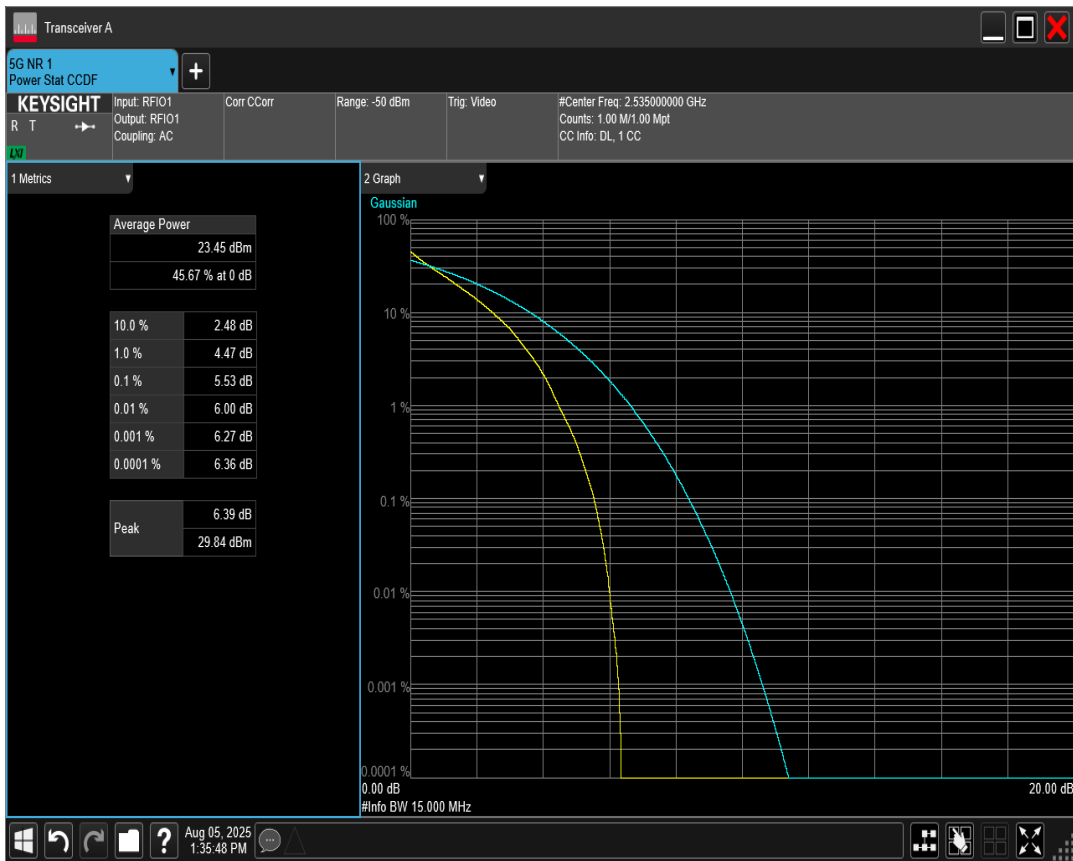 Transceiver A
5G NR 1
Power Stat CCDF
+
KEYSIGHT
R T
LXI
Input: RFIO1
Output: RFIO1
Coupling: AC
Corr CCorr
Range: -50 dBm
Trig: Video
#Center Freq: 2.535000000 GHz
Counts: 1.00 M/1.00 Mpt
CC Info: DL, 1 CC
1 Metrics
Average Power
23.45 dBm
45.67 % at 0 dB
10.0 % 2.48 dB
1.0 % 4.47 dB
0.1 % 5.53 dB
0.01 % 6.00 dB
0.001 % 6.27 dB
0.0001 % 6.36 dB
Peak 6.39 dB
29.84 dBm
2 Graph
Gaussian
100 %
10 %
1 %
0.1 %
0.01 %
0.001 %
0.0001 %
0.00 dB 20.00 dB
#Info BW 15.000 MHz
?
Aug 05, 2025
1:35:48 PM